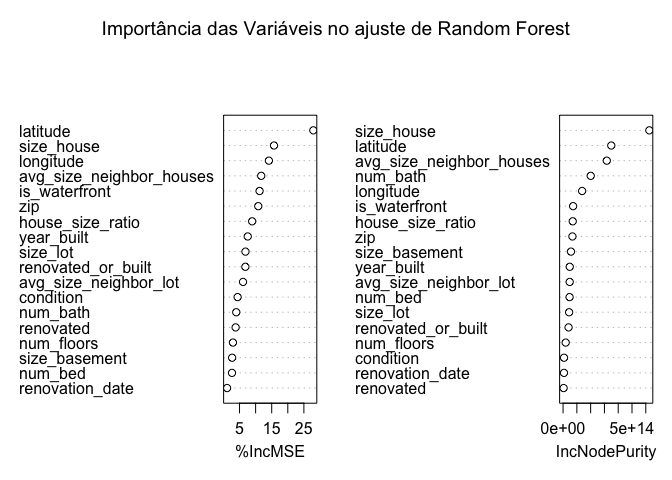 Importância das Variáveis no ajuste de Random Forest
latitude
size_house
longitude
avg_size_neighbor_houses
is_waterfront
zip
house_size_ratio
year_built
size_lot
renovated_or_built
avg_size_neighbor_lot
condition
num_bath
renovated
num_floors
size_basement
num_bed
renovation_date
5 15 25
%IncMSE
size_house
latitude
avg_size_neighbor_houses
num_bath
longitude
is_waterfront
house_size_ratio
zip
size_basement
year_built
avg_size_neighbor_lot
num_bed
size_lot
renovated_or_built
num_floors
condition
renovation_date
renovated
0e+00 5e+14
IncNodePurity